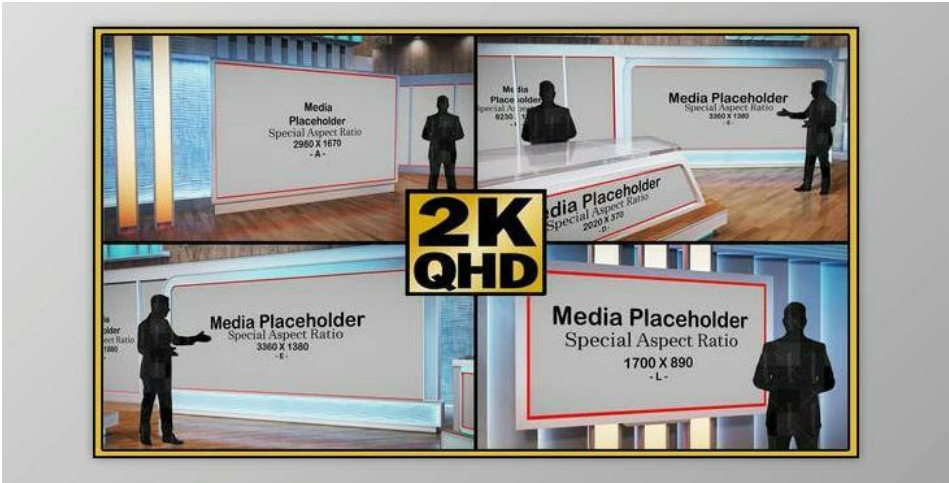 Media
Placeholder
Special Aspect Ratio
2980 X 1670
- A -
Media
Media Placeholder
Special Aspect Ratio
3360 X 1380
- E -
Media Placeholder
Special Aspect Ratio
2020 X 370
- D -
2K
QHD
Media Placeholder
Special Aspect Ratio
3360 X 1380
- E -
Media Placeholder
Special Aspect Ratio
1700 X 890
- L -